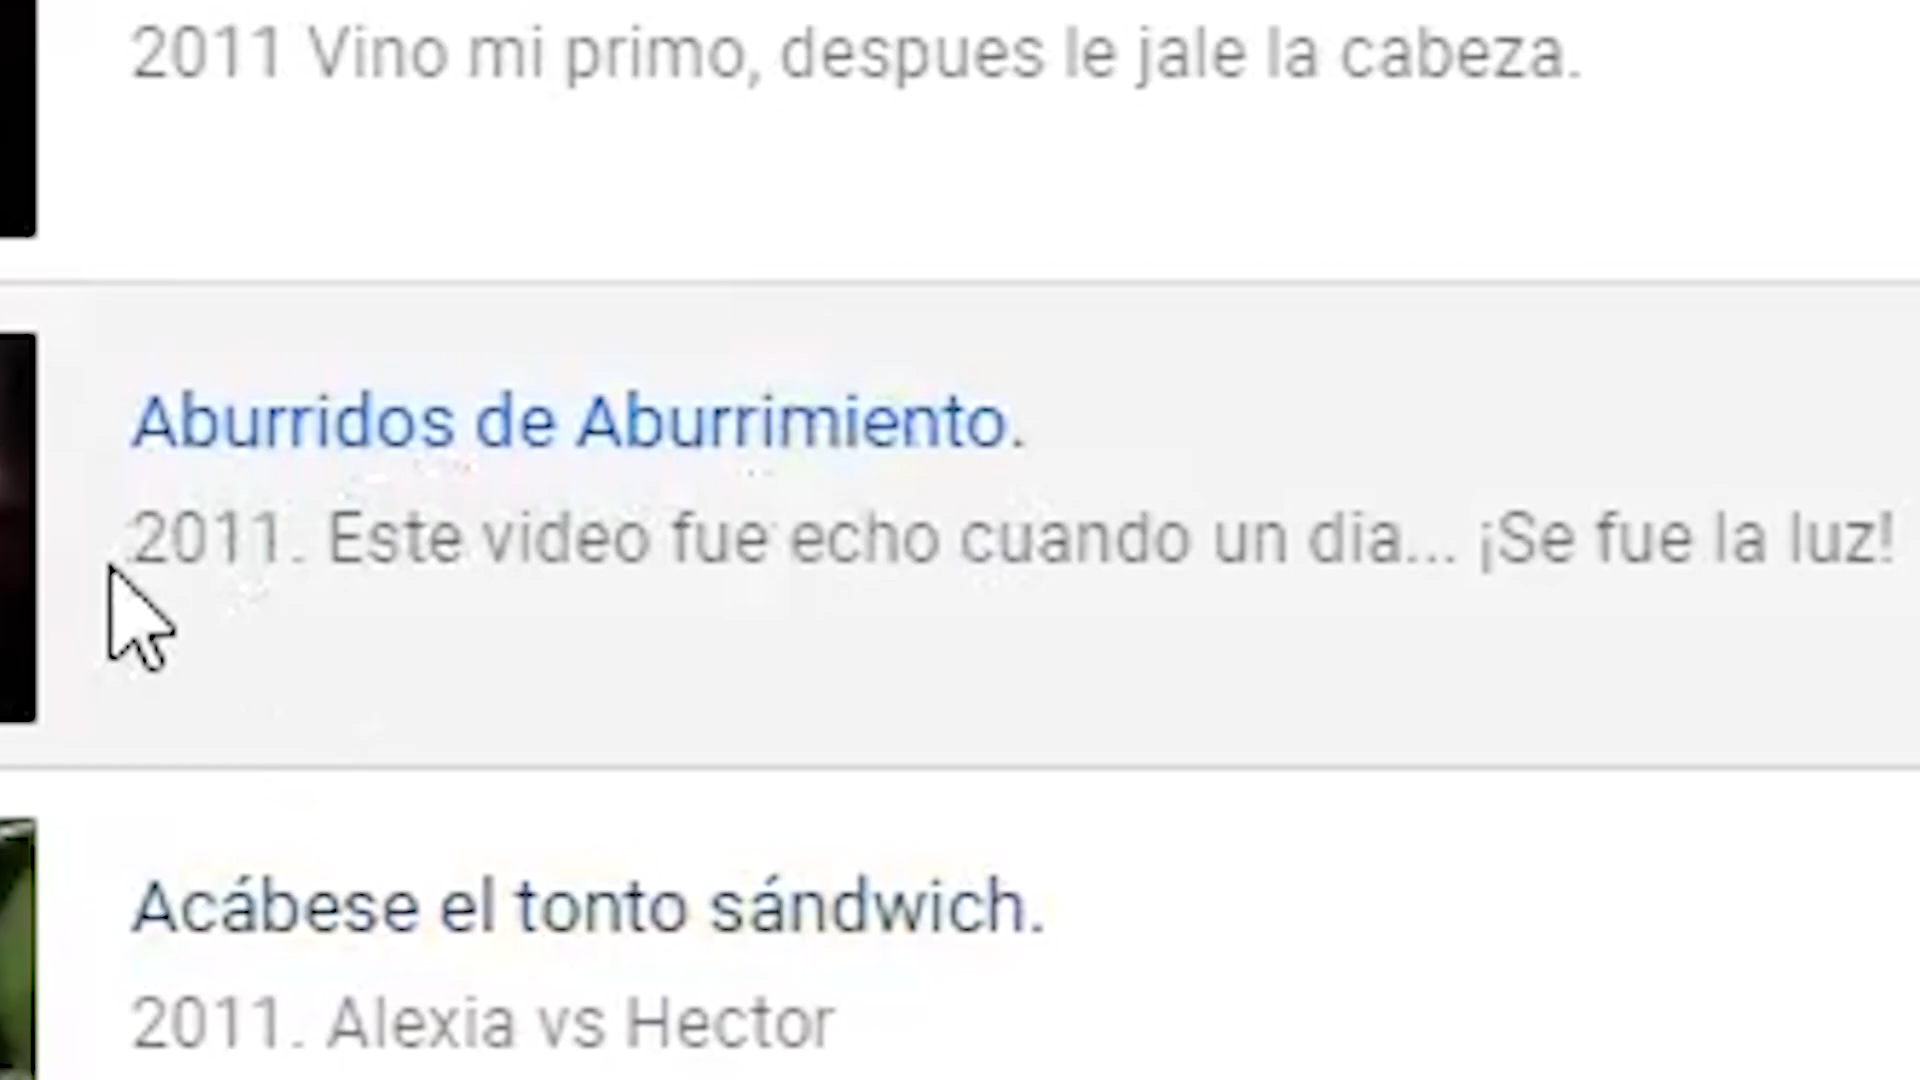 2011 Vino mi primo, despues le jale la cabeza.
Aburridos de Aburrimiento.
2011. Este video fue echo cuando un dia... ¡Se fue la luz!
Acábese el tonto sándwich.
2011. Alexia vs Hector